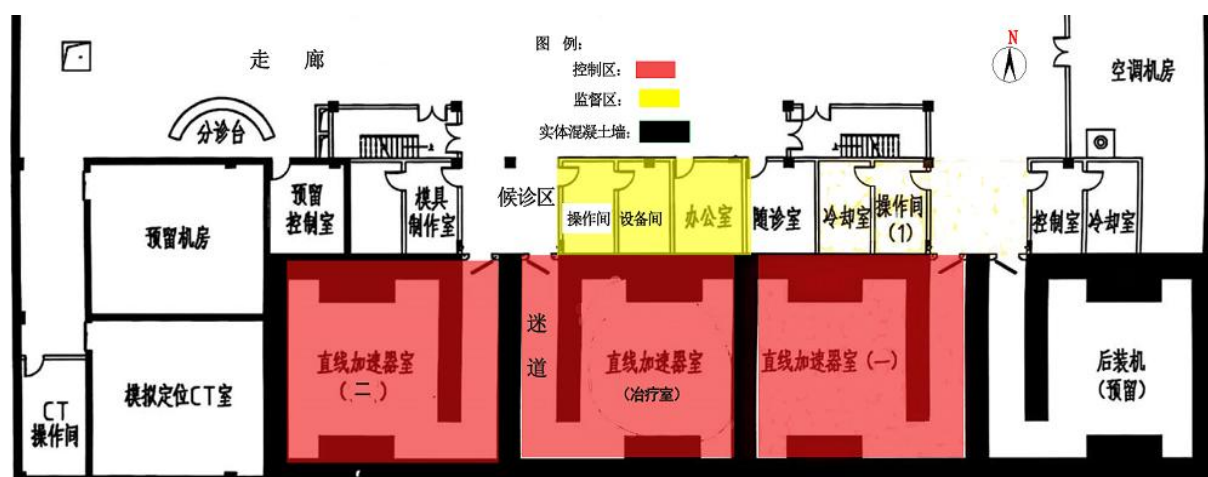 图 例:
N
走 廊
控制区:
空调机房
监督区:
分诊台
实体混凝土墙:
预留
控制室
模具
制作室
候诊区
操作间
设备间
办公室
随诊室
冷却室
操作间
(1)
控制室
冷却室
预留机房
迷
道
直线加速器室
(二)
直线加速器室
(冶疗室)
直线加速器室(一)
后装机
(预留)
模拟定位CT室
CT
操作间